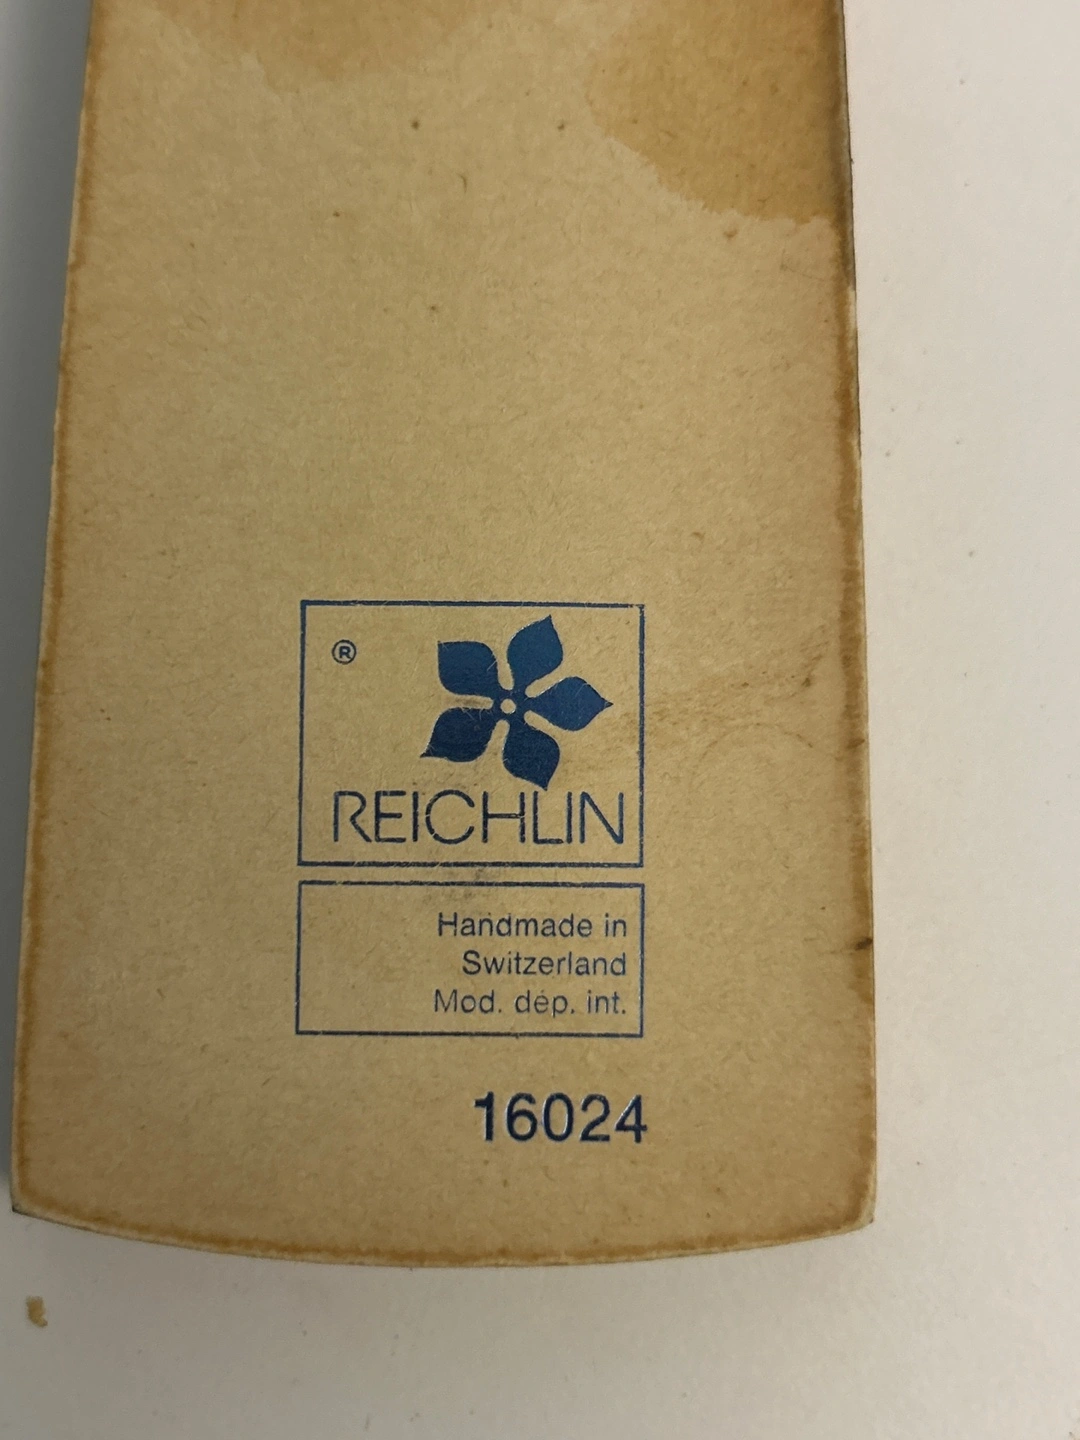 ®
REICHLIN
Handmade in
Switzerland
Mod. dép. int.
16024